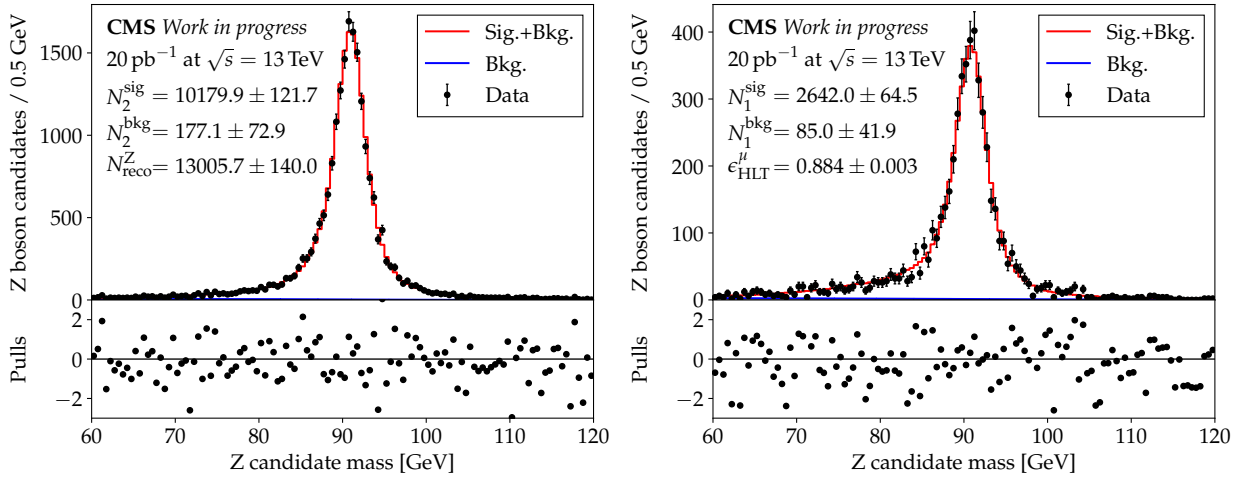 CMS Work in progress
20 pb⁻¹ at √s = 13 TeV
N₂^sig = 10179.9 ± 121.7
N₂^bkg = 177.1 ± 72.9
N_reco^Z = 13005.7 ± 140.0
Sig.+Bkg.
Bkg.
Data
Z boson candidates / 0.5 GeV
1500
1000
500
0
Pulls
2
0
−2
60 70 80 90 100 110 120
Z candidate mass [GeV]
CMS Work in progress
20 pb⁻¹ at √s = 13 TeV
N₁^sig = 2642.0 ± 64.5
N₁^bkg = 85.0 ± 41.9
ϵ_HLT^μ = 0.884 ± 0.003
Sig.+Bkg.
Bkg.
Data
Z boson candidates / 0.5 GeV
400
300
200
100
0
Pulls
2
0
−2
60 70 80 90 100 110 120
Z candidate mass [GeV]